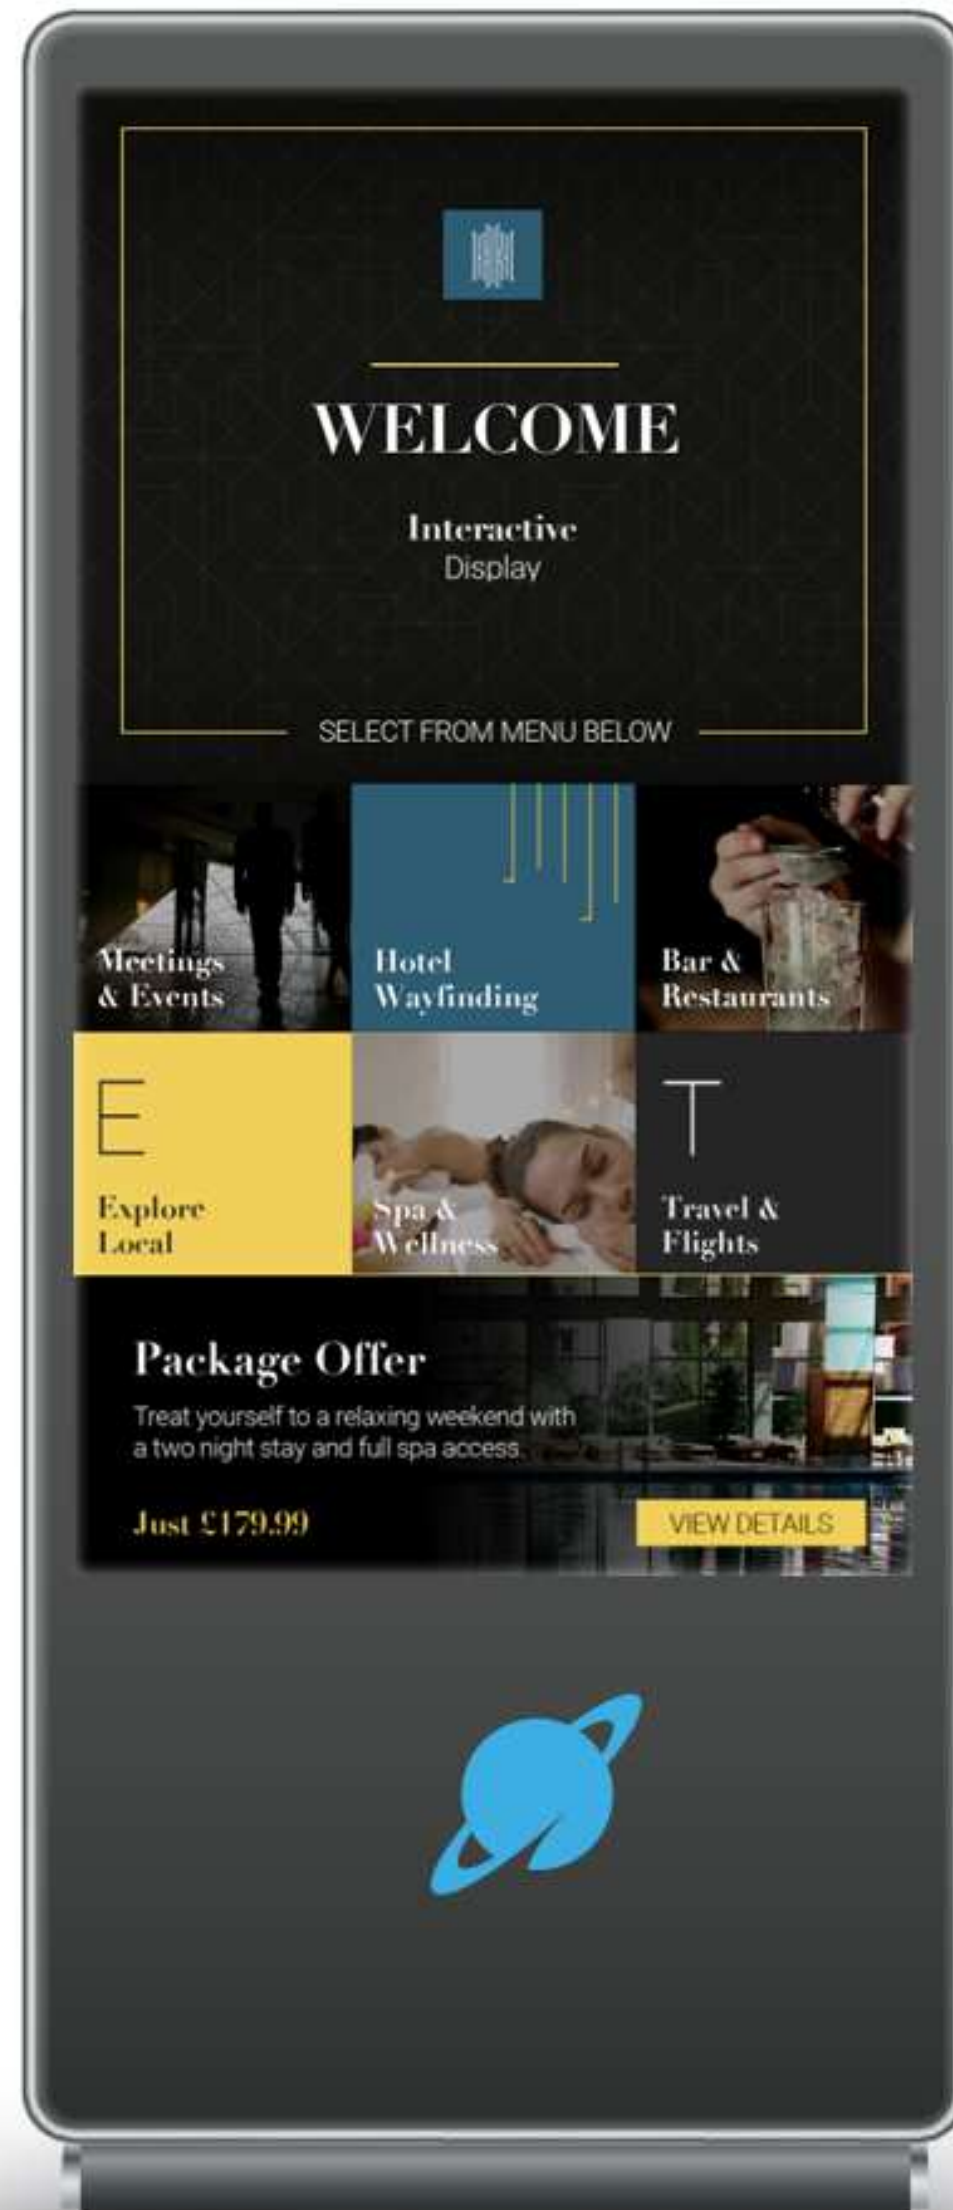 WELCOME
Interactive
Display
SELECT FROM MENU BELOW
Meetings
& Events
Hotel
Wayfinding
Bar &
Restaurants
E
Explore
Local
Spa &
Wellness
T
Travel &
Flights
Package Offer
Treat yourself to a relaxing weekend with
a two night stay and full spa access.
Just £179.99
VIEW DETAILS